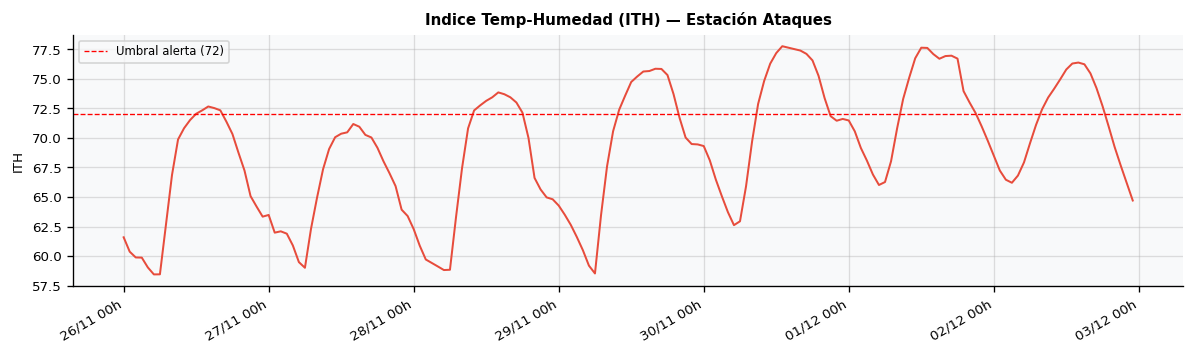 Indice Temp-Humedad (ITH) — Estación Ataques
Umbral alerta (72)
ITH
77.5
75.0
72.5
70.0
67.5
65.0
62.5
60.0
57.5
26/11 00h
27/11 00h
28/11 00h
29/11 00h
30/11 00h
01/12 00h
02/12 00h
03/12 00h